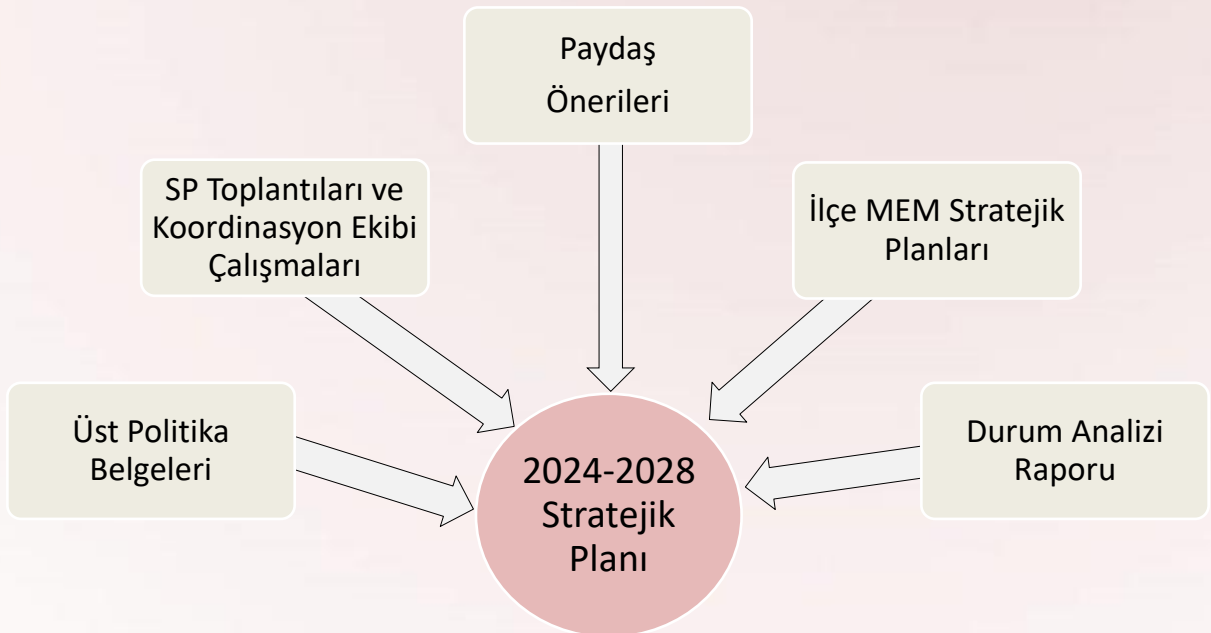 Paydaş
Önerileri
SP Toplantıları ve
Koordinasyon Ekibi
Çalışmaları
İlçe MEM Stratejik
Planları
Üst Politika
Belgeleri
Durum Analizi
Raporu
2024-2028
Stratejik
Planı